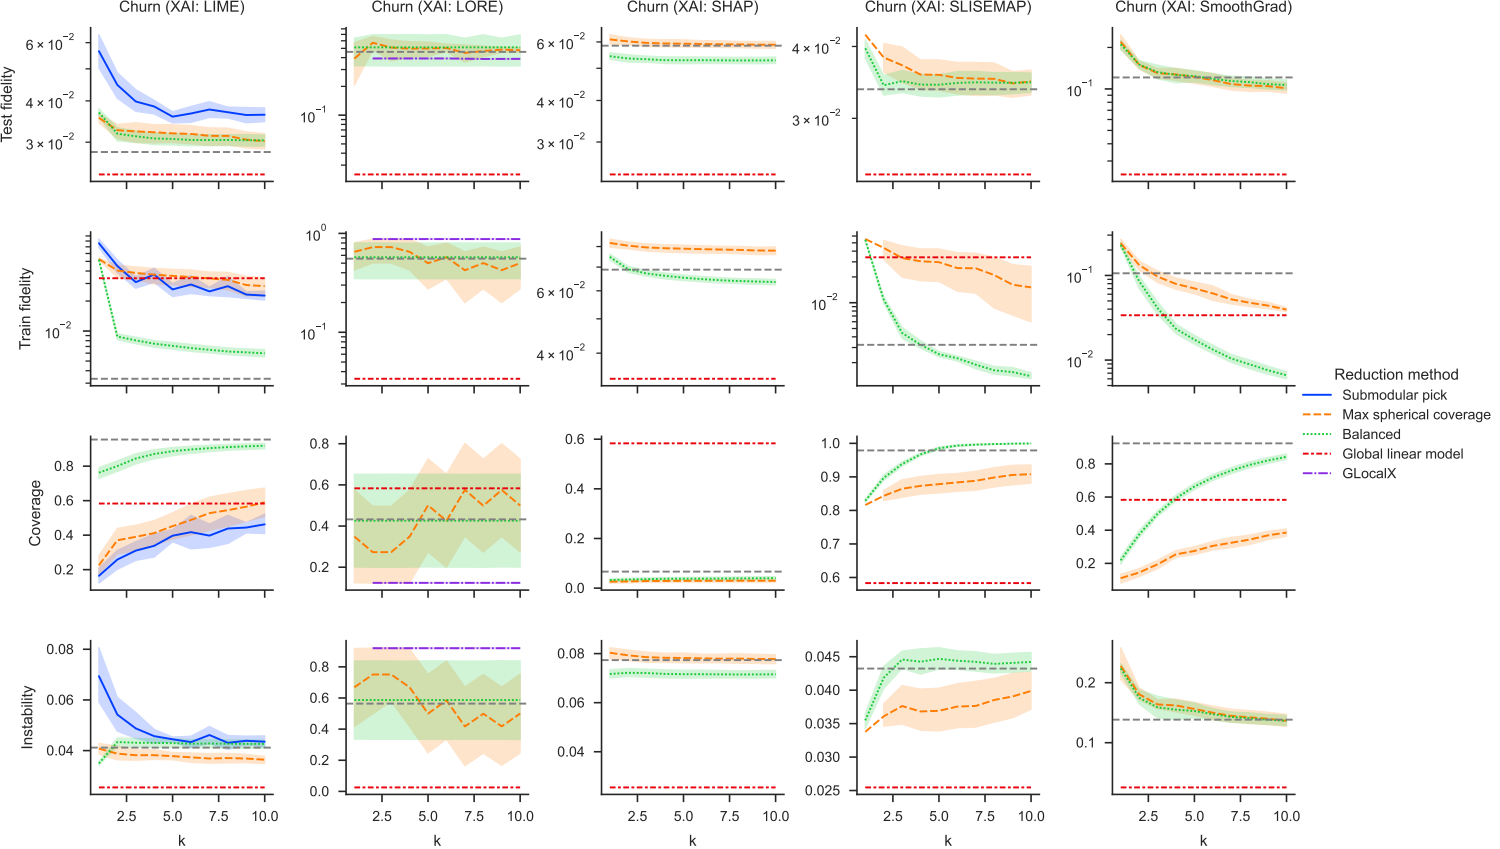 Churn (XAI: LIME) Churn (XAI: LORE) Churn (XAI: SHAP) Churn (XAI: SLISEMAP) Churn (XAI: SmoothGrad)
Test fidelity
6 × 10⁻²
4 × 10⁻²
3 × 10⁻²
10⁻¹
6 × 10⁻²
4 × 10⁻²
3 × 10⁻²
4 × 10⁻²
3 × 10⁻²
10⁻¹
Train fidelity
10⁻²
10⁰
10⁻¹
6 × 10⁻²
4 × 10⁻²
10⁻²
10⁻¹
10⁻²
Coverage
0.8
0.6
0.4
0.2
0.8
0.6
0.4
0.2
0.6
0.4
0.2
0.0
1.0
0.9
0.8
0.7
0.6
0.8
0.6
0.4
0.2
Instability
0.08
0.06
0.04
0.8
0.6
0.4
0.2
0.0
0.08
0.06
0.04
0.045
0.040
0.035
0.030
0.025
0.2
0.1
2.5 5.0 7.5 10.0 2.5 5.0 7.5 10.0 2.5 5.0 7.5 10.0 2.5 5.0 7.5 10.0 2.5 5.0 7.5 10.0
k k k k k
Reduction method
Submodular pick
Max spherical coverage
Balanced
Global linear model
GLocalX